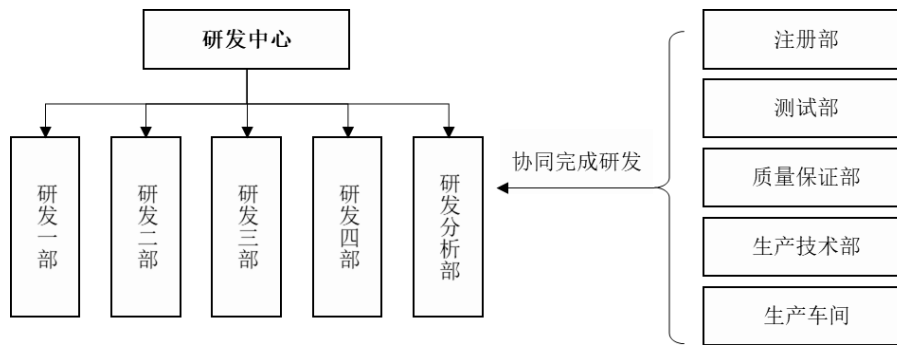 研发中心
研发一部
研发二部
研发三部
研发四部
研发分析部
协同完成研发
注册部
测试部
质量保证部
生产技术部
生产车间